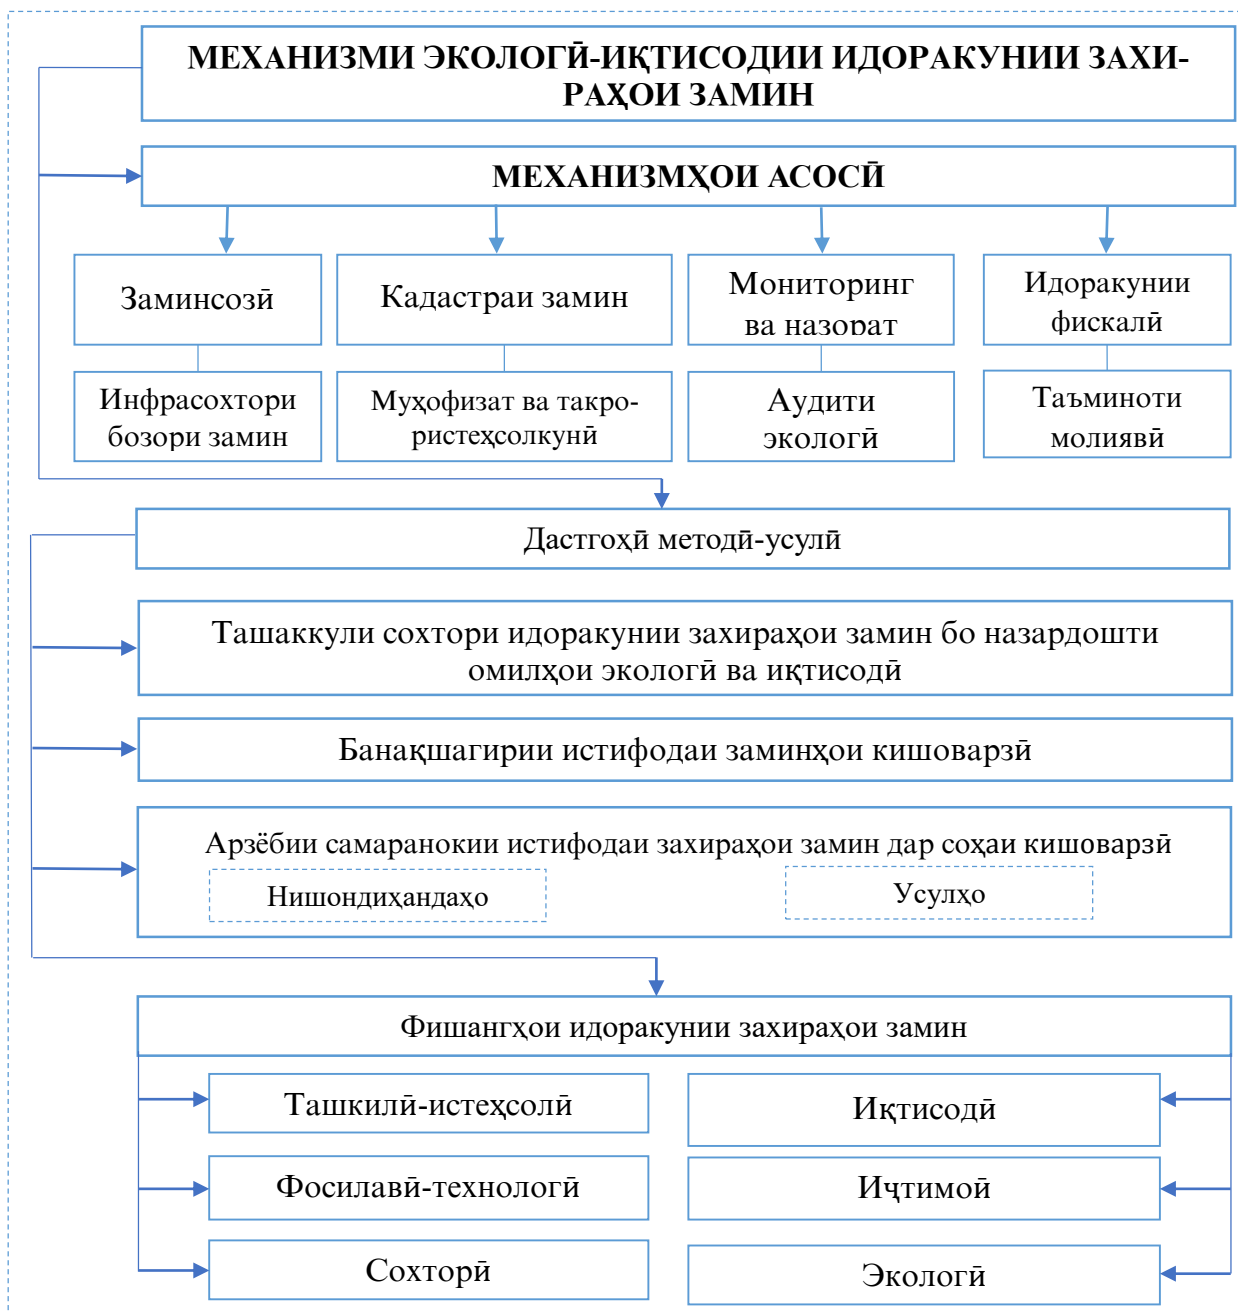 МЕХАНИЗМИ ЭКОЛОГӢ-ИҚТИСОДИИ ИДОРАКУНИИ ЗАХИ-
РАҲОИ ЗАМИН
МЕХАНИЗМҲОИ АСОСӢ
Заминсозӣ
Кадастраи замин
Мониторинг
ва назорат
Идоракунии
фискалӣ
Инфрасохтори
бозори замин
Муҳофизат ва такро-
ристеҳсолкунӣ
Аудити
экологӣ
Таъминоти
молиявӣ
Дастгоҳӣ методӣ-усулӣ
Ташаккули сохтори идоракунии захираҳои замин бо назардошти
омилҳои экологӣ ва иқтисодӣ
Банақшагирии истифодаи заминҳои кишоварзӣ
Арзёбии самаранокии истифодаи захираҳои замин дар соҳаи кишоварзӣ
Нишондиҳандаҳо
Усулҳо
Фишангҳои идоракунии захираҳои замин
Ташкилӣ-истеҳсолӣ
Иқтисодӣ
Фосилавӣ-технологӣ
Иҷтимоӣ
Сохторӣ
Экологӣ